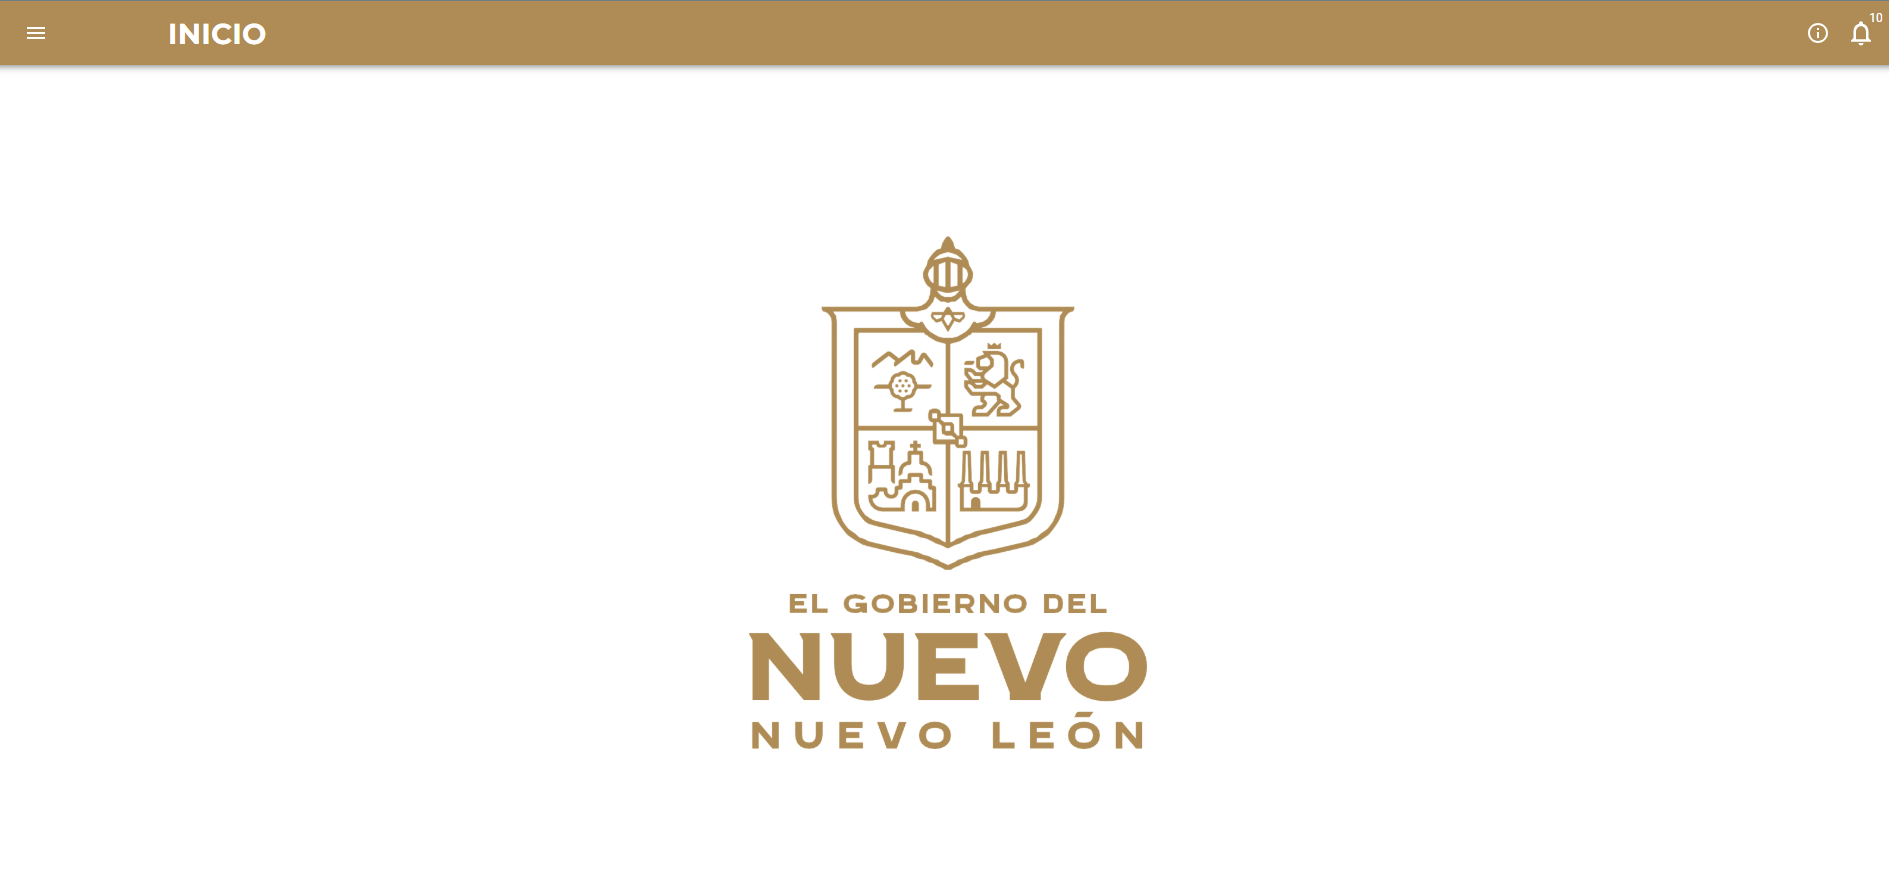 INICIO
10
EL GOBIERNO DEL
NUEVO
NUEVO LEÓN